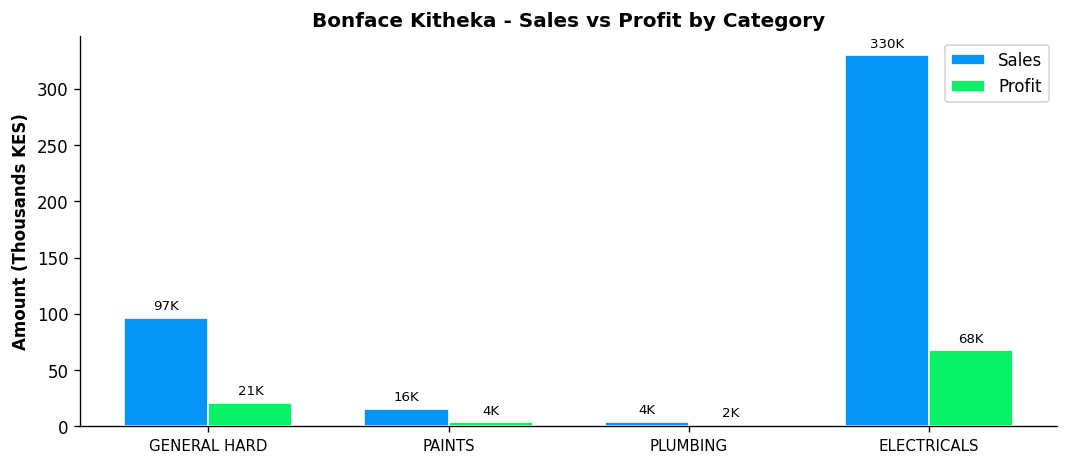 Bonface Kitheka - Sales vs Profit by Category
Amount (Thousands KES)
300
250
200
150
100
50
0
97K
21K
16K
4K
4K
2K
330K
68K
Sales
Profit
GENERAL HARD
PAINTS
PLUMBING
ELECTRICALS